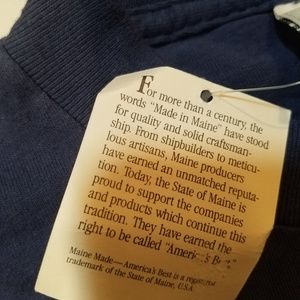 For more than a century, the
words "Made in Maine" have stood
for quality and solid craftsman-
ship. From shipbuilders to meticu-
lous artisans, Maine producers
have earned an unmatched reputa-
tion. Today, the State of Maine is
proud to support the companies
and products which continue this
tradition. They have earned the
right to be called "America's Best."
Maine Made—America's Best is a registered
trademark of the State of Maine, USA.